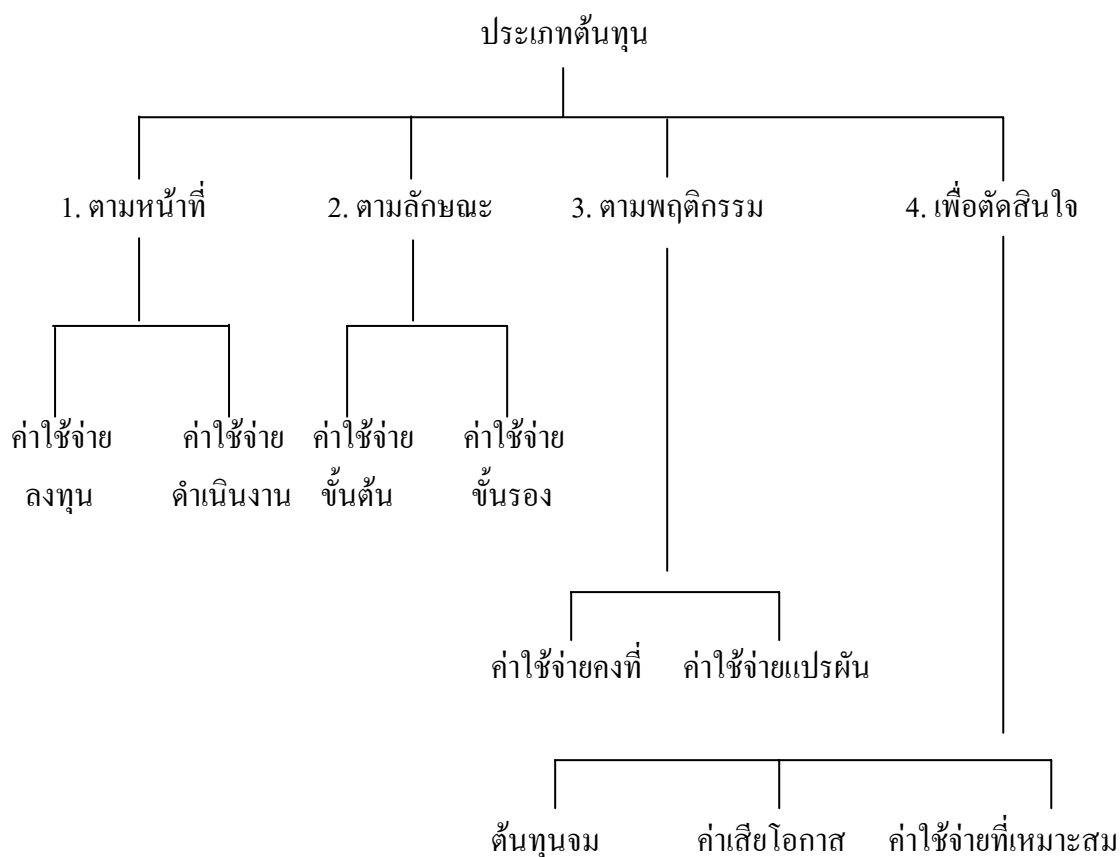 ประเภทต้นทุน
1. ตามหน้าที่ 2. ตามลักษณะ 3. ตามพฤติกรรม 4. เพื่อตัดสินใจ
ค่าใช้จ่าย ค่าใช้จ่าย ค่าใช้จ่าย ค่าใช้จ่าย
ลงทุน ดำเนินงาน ขั้นต้น ขั้นรอง
ค่าใช้จ่ายคงที่ ค่าใช้จ่ายแปรผัน
ต้นทุนจม ค่าเสียโอกาส ค่าใช้จ่ายที่เหมาะสม